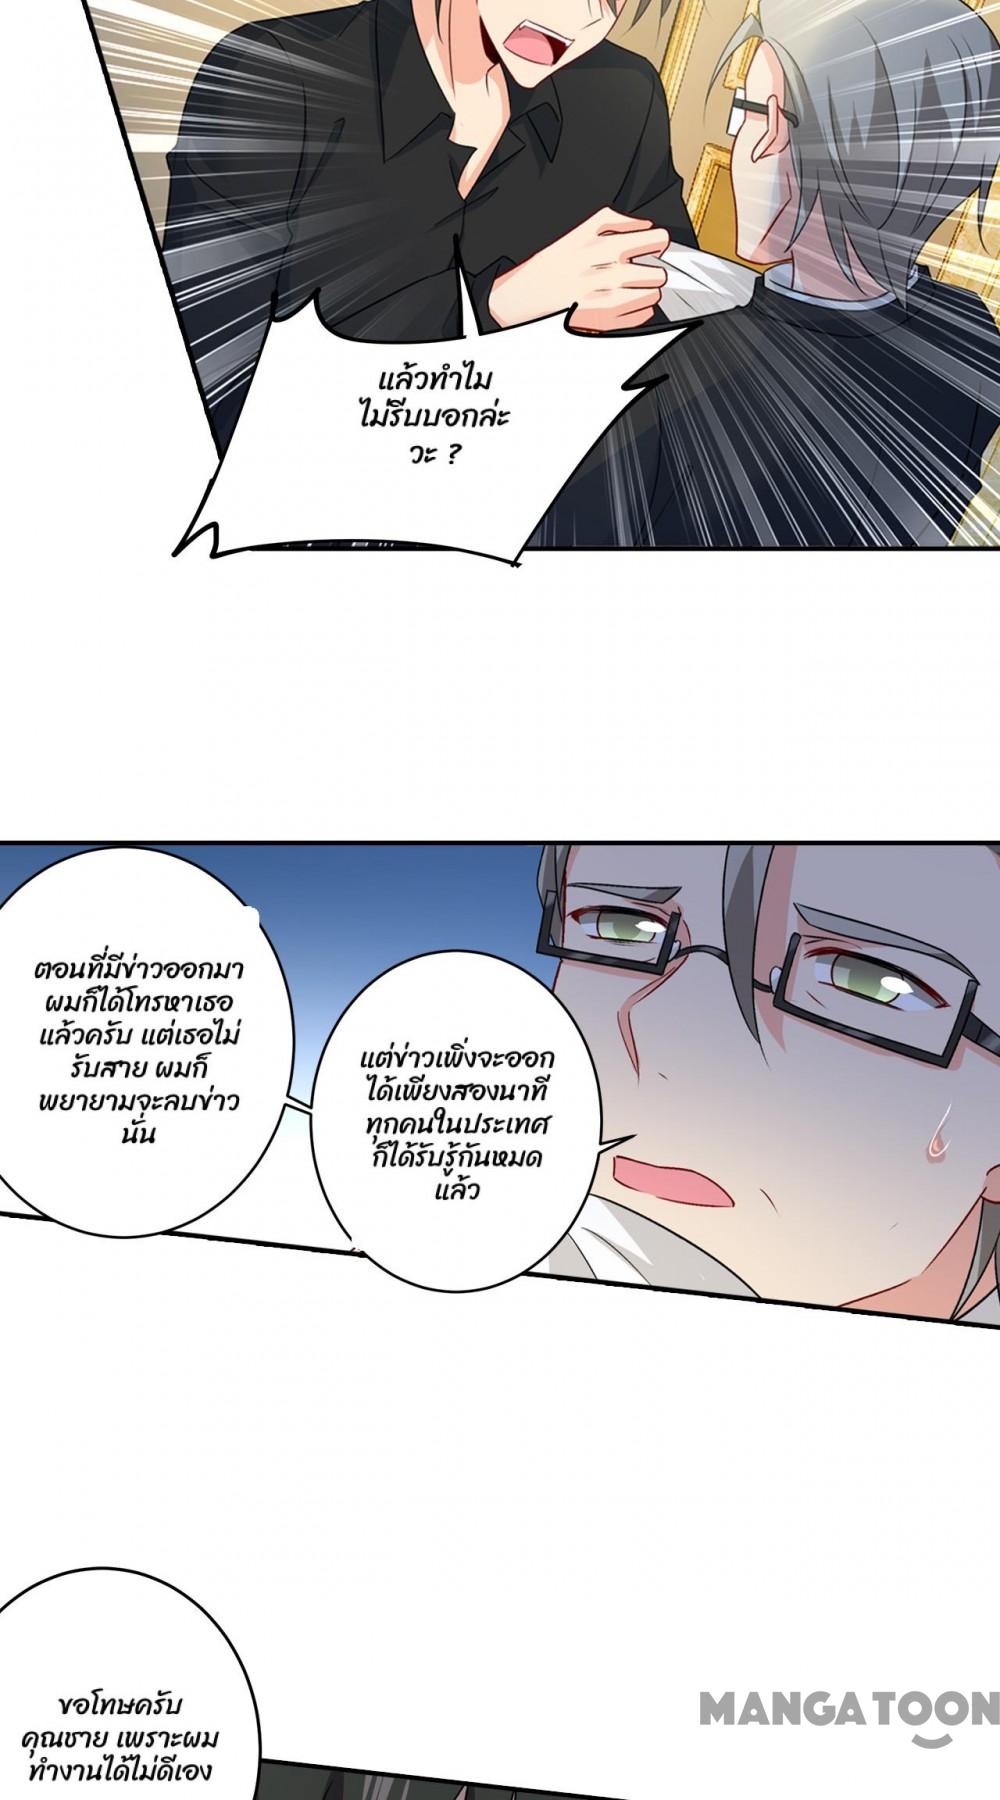 แล้วทำไม
ไม่รีบบอกล่ะ
วะ ?
ตอนที่มีข่าวออกมา
ผมก็ได้โทรหาเธอ
แล้วครับ แต่เธอไม่
รับสาย ผมก็
พยายามจะลบข่าว
นั่น
แต่ข่าวเพิ่งจะออก
ได้เพียงสองนาที
ทุกคนในประเทศ
ก็ได้รับรู้กันหมด
แล้ว
ขอโทษครับ
คุณชาย เพราะผม
ทำงานได้ไม่ดีเอง
MANGATOON